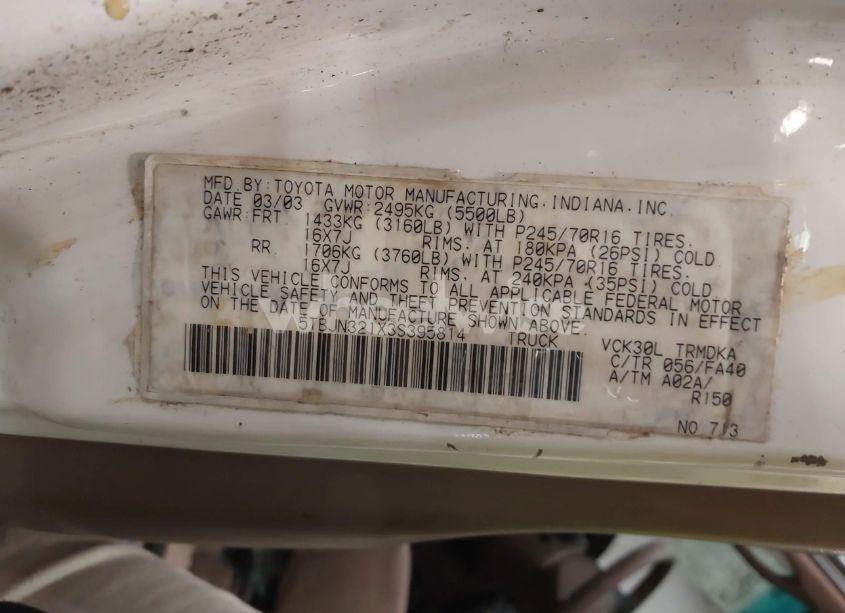 MFD.BY:TOYOTA MOTOR MANUFACTURING,INDIANA,INC.
DATE 03/03 GVWR:2495KG (5500LB)
GAWR:FRT 1433KG (3160LB) WITH P245/70R16 TIRES.
16X7J RIMS. AT 180KPA (26PSI) COLD
RR 1706KG (3760LB) WITH P245/70R16 TIRES.
16X7J RIMS. AT 240KPA (35PSI) COLD
THIS VEHICLE CONFORMS TO ALL APPLICABLE FEDERAL MOTOR
VEHICLE SAFETY AND THEFT PREVENTION STANDARDS IN EFFECT
ON THE DATE OF MANUFACTURE SHOWN ABOVE.
5TBJN321X3S395814 TRUCK VCK30L TRMDKA
C/TR 056/FA40
A/TM A02A/
R150
NO 713